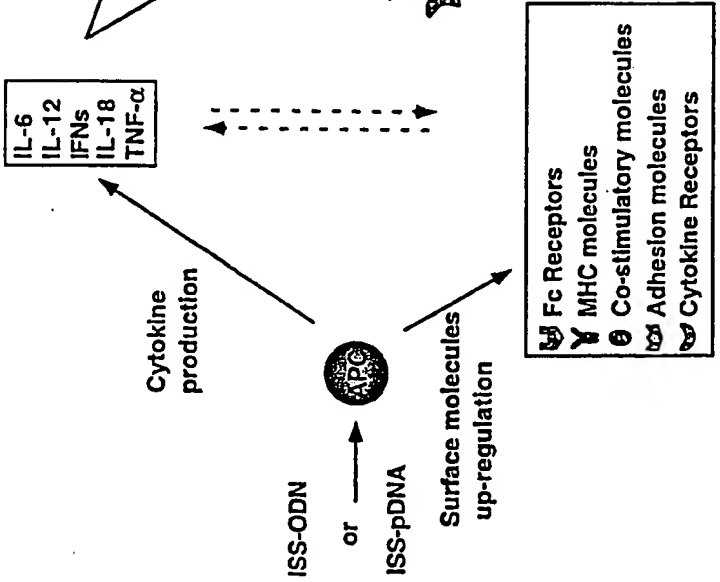 IL-6
IL-12
IFNs
IL-18
TNF-α
Cytokine
production
ISS-ODN
or
ISS-pDNA
APC
Surface molecules
up-regulation
Fc Receptors
MHC molecules
Co-stimulatory molecules
Adhesion molecules
Cytokine Receptors